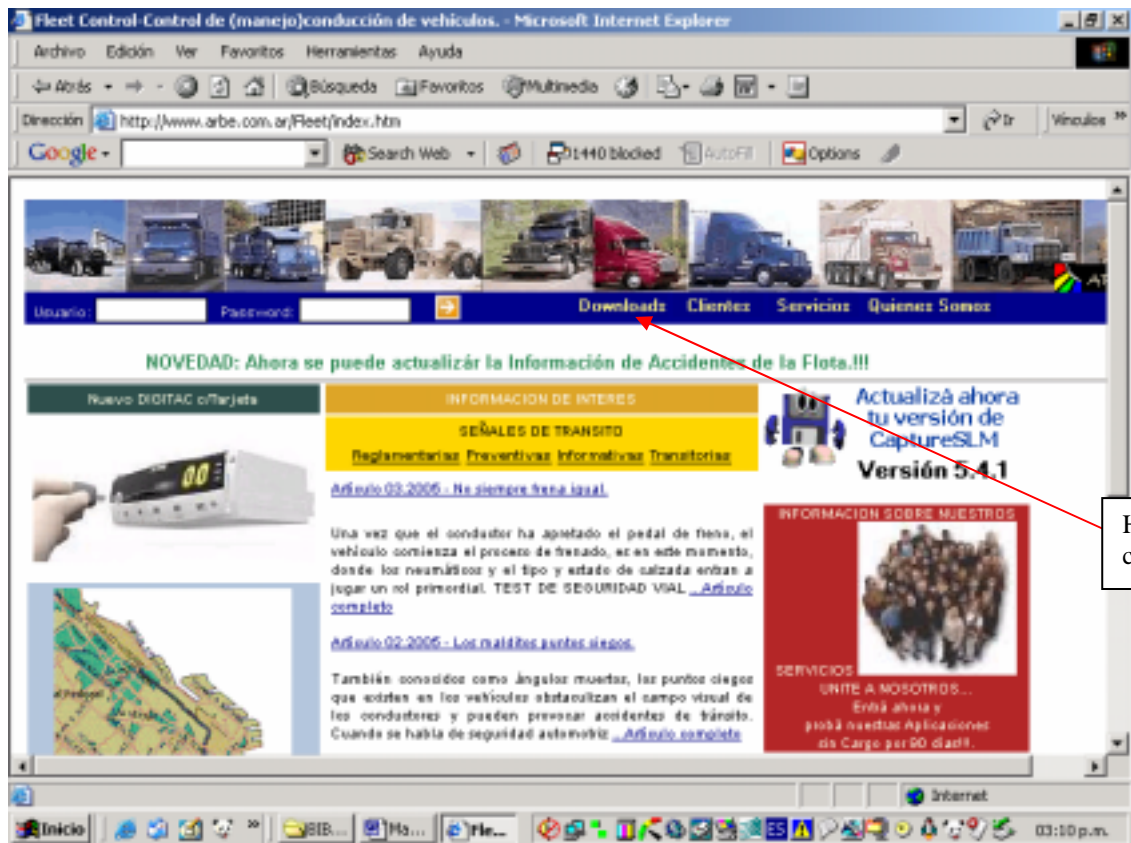 Fleet Control-Control de (manejo)conducción de vehículos. - Microsoft Internet Explorer
Archivo Edición Ver Favoritos Herramientas Ayuda
Atrás Búsqueda Favoritos Multimedia
Dirección http://www.arbe.com.ar/Fleet/index.htm Ir Vínculos »
Google Search Web 1440 blocked AutoFill Options
Usuario: Password: Downloads Clientes Servicios Quienes Somos
NOVEDAD: Ahora se puede actualizár la Información de Accidentes de la Flota.!!!
Nuevo DIGITAC c/Tarjeta
INFORMACION DE INTERES
SEÑALES DE TRANSITO
Reglamentarias Preventivas Informativas Transitorias
Artículo 03.2005 - No siempre frena igual.
Una vez que el conductor ha apretado el pedal de freno, el
vehículo comienza el proceso de frenado, es en este momento,
donde los neumáticos y el tipo y estado de calzada entran a
jugar un rol primordial. TEST DE SEGURIDAD VIAL ...Artículo
completo
Artículo 02.2005 - Los malditos puntos ciegos.
También conocidos como ángulos muertos, los puntos ciegos
que existen en los vehículos obstaculizan el campo visual de
los conductores y pueden provocar accidentes de tránsito.
Cuando se habla de seguridad automotriz ...Artículo completo
Actualizá ahora
tu versión de
CaptureSLM
Versión 5.4.1
INFORMACION SOBRE NUESTROS
SERVICIOS
UNITE A NOSOTROS...
Entrá ahora y
probá nuestras Aplicaciones
sin Cargo por 90 días!!!.
Internet
Inicio » BIB... Ma... Fle... ES 03:10 p.m.